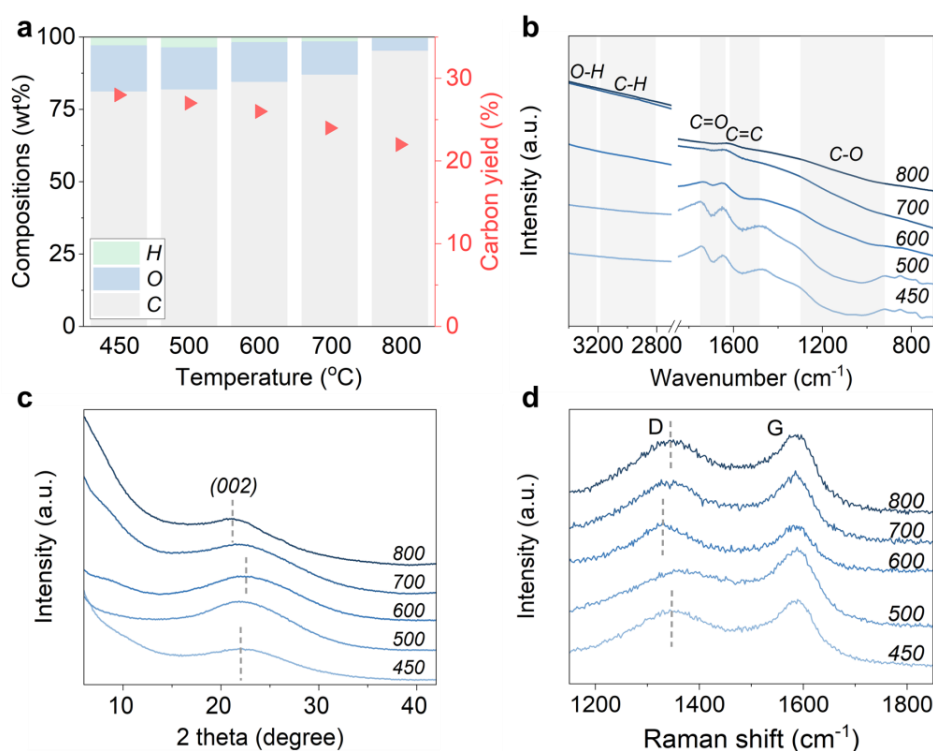 a
100
75
50
25
0
Compositions (wt%)
H
O
C
450 500 600 700 800
Temperature (°C)
30
20
10
0
Carbon yield (%)
b
O-H
C-H
C=O
C=C
C-O
800
700
600
500
450
Intensity (a.u.)
3200 2800 1600 1200 800
Wavenumber (cm⁻¹)
c
(002)
800
700
600
500
450
Intensity (a.u.)
10 20 30 40
2 theta (degree)
d
D G
800
700
600
500
450
Intensity (a.u.)
1200 1400 1600 1800
Raman shift (cm⁻¹)